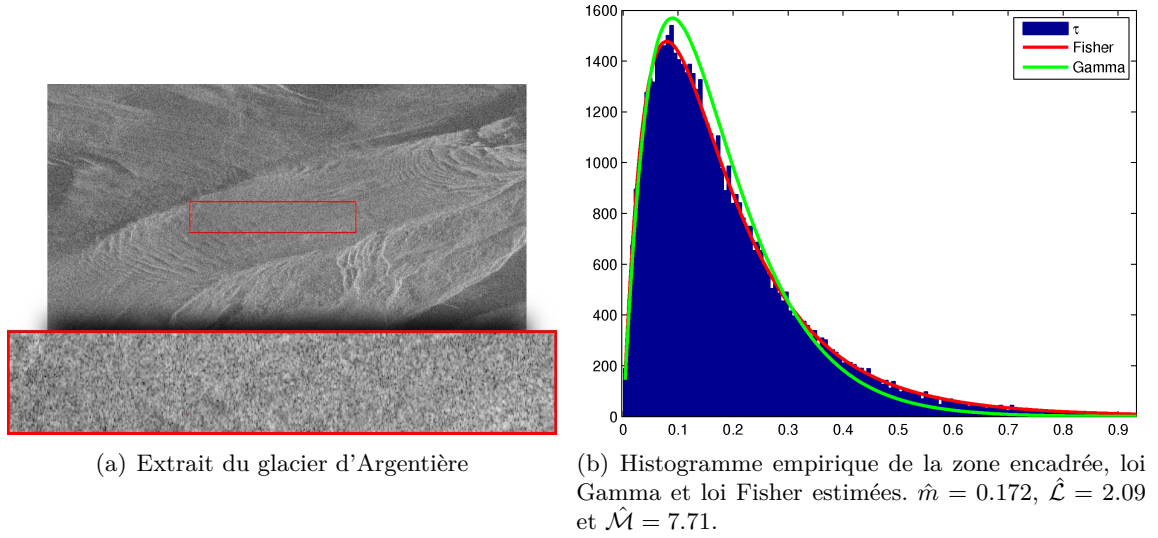 1600
1400
1200
1000
800
600
400
200
0
0 0.1 0.2 0.3 0.4 0.5 0.6 0.7 0.8 0.9
τ
Fisher
Gamma
(a) Extrait du glacier d'Argentière
(b) Histogramme empirique de la zone encadrée, loi
Gamma et loi Fisher estimées. m̂ = 0.172, ℒ̂ = 2.09
et ℳ̂ = 7.71.